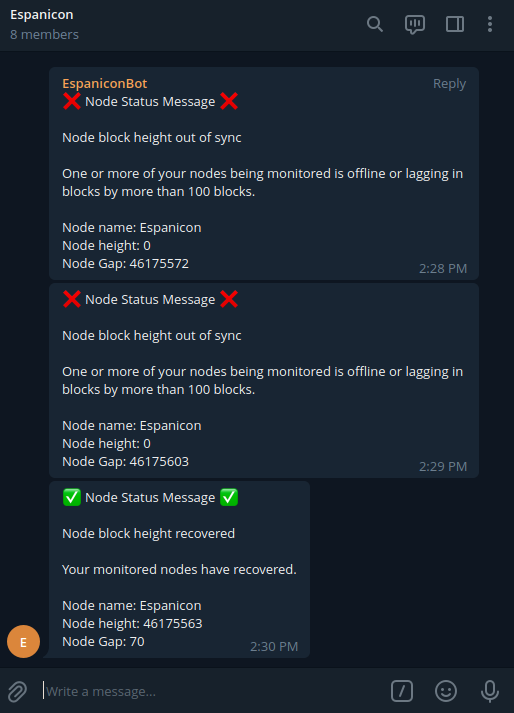 Espanicon
8 members
EspaniconBot
Reply
❌ Node Status Message ❌
Node block height out of sync
One or more of your nodes being monitored is offline or lagging in
blocks by more than 100 blocks.
Node name: Espanicon
Node height: 0
Node Gap: 46175572
2:28 PM
❌ Node Status Message ❌
Node block height out of sync
One or more of your nodes being monitored is offline or lagging in
blocks by more than 100 blocks.
Node name: Espanicon
Node height: 0
Node Gap: 46175603
2:29 PM
✅ Node Status Message ✅
Node block height recovered
Your monitored nodes have recovered.
Node name: Espanicon
Node height: 46175563
Node Gap: 70
2:30 PM
E
Write a message...